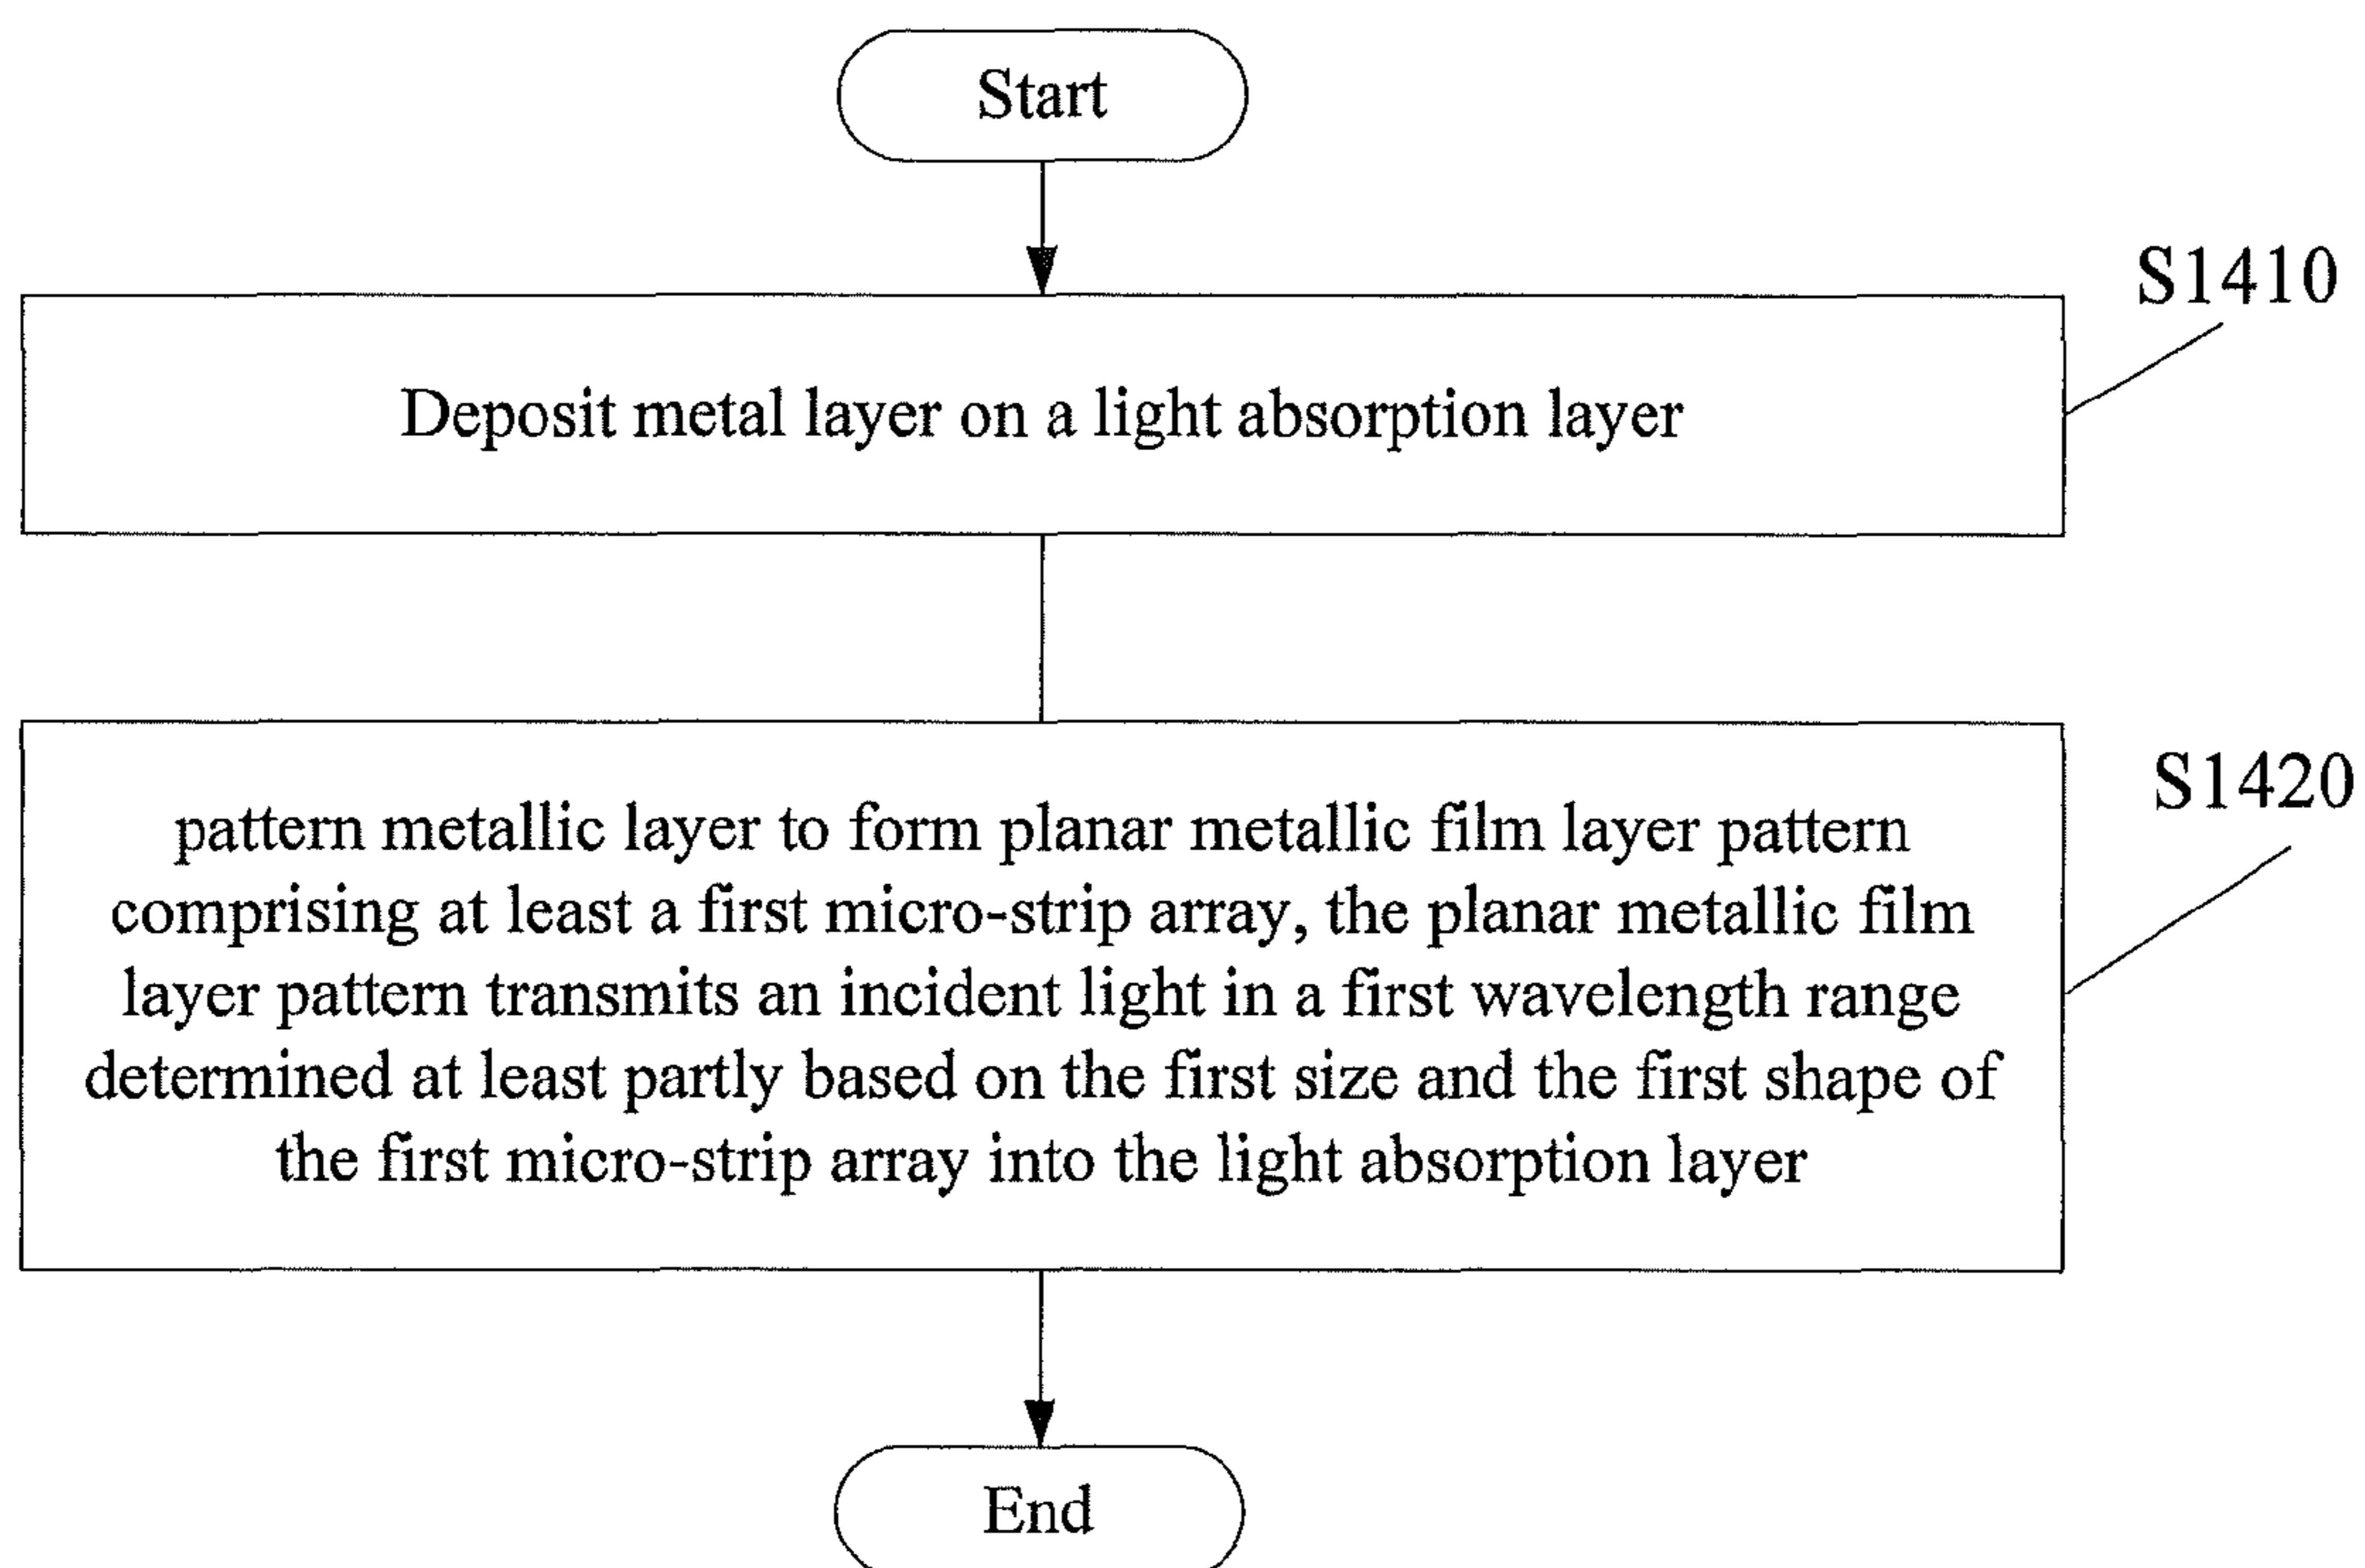 Start
S1410
Deposit metal layer on a light absorption layer
S1420
pattern metallic layer to form planar metallic film layer pattern
comprising at least a first micro-strip array, the planar metallic film
layer pattern transmits an incident light in a first wavelength range
determined at least partly based on the first size and the first shape of
the first micro-strip array into the light absorption layer
End